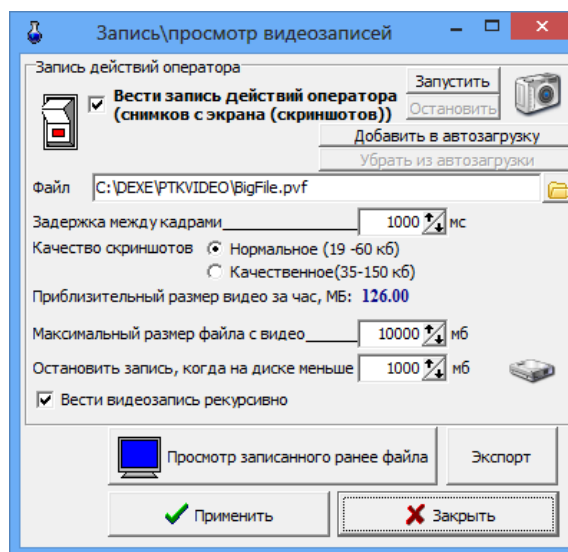 Запись\просмотр видеозаписей
Запись действий оператора
Вести запись действий оператора
(снимков с экрана (скриншотов))
Запустить
Остановить
Добавить в автозагрузку
Убрать из автозагрузки
Файл C:\DEXE\PTKVIDEO\BigFile.pvf
Задержка между кадрами 1000 мс
Качество скриншотов Нормальное (19 -60 кб)
Качественное(35-150 кб)
Приблизительный размер видео за час, МБ: 126.00
Максимальный размер файла с видео 10000 мб
Остановить запись, когда на диске меньше 1000 мб
Вести видеозапись рекурсивно
Просмотр записанного ранее файла Экспорт
Применить Закрыть